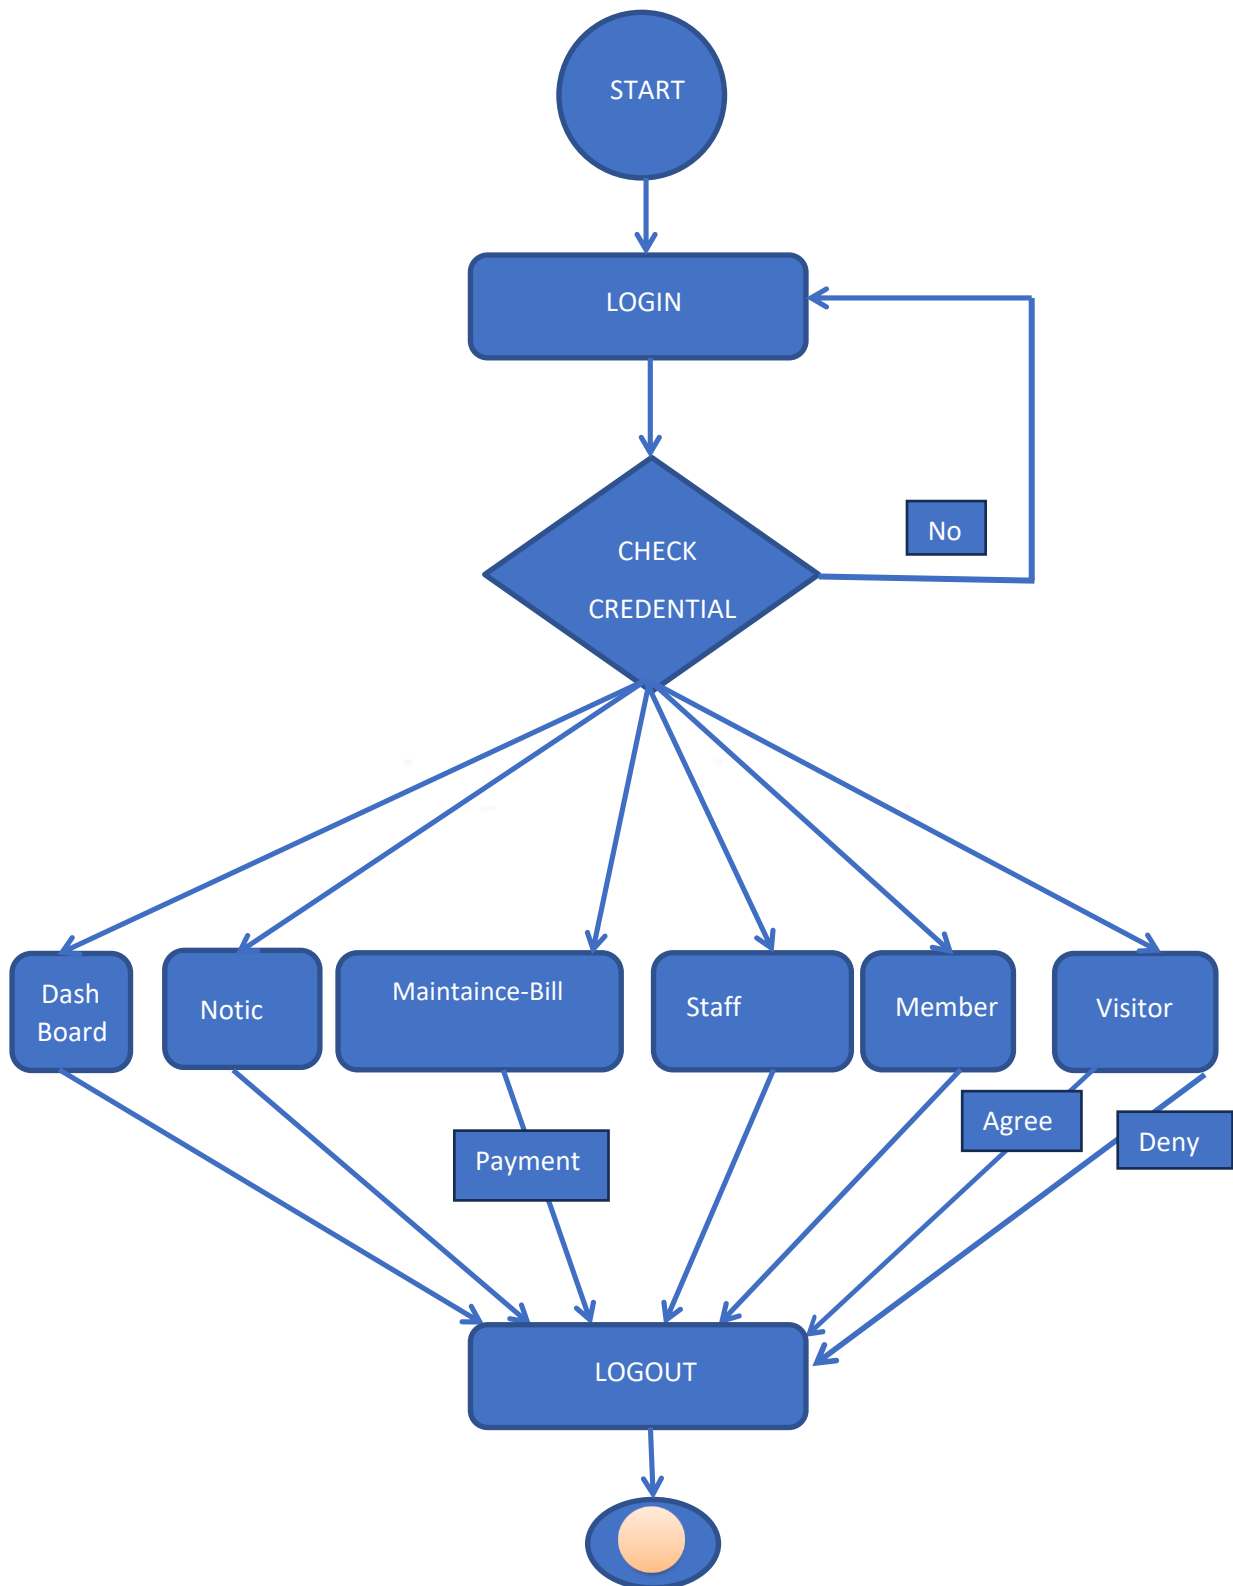 START
LOGIN
No
CHECK
CREDENTIAL
Dash
Board
Notic
Maintaince-Bill
Staff
Member
Visitor
Payment
Agree
Deny
LOGOUT